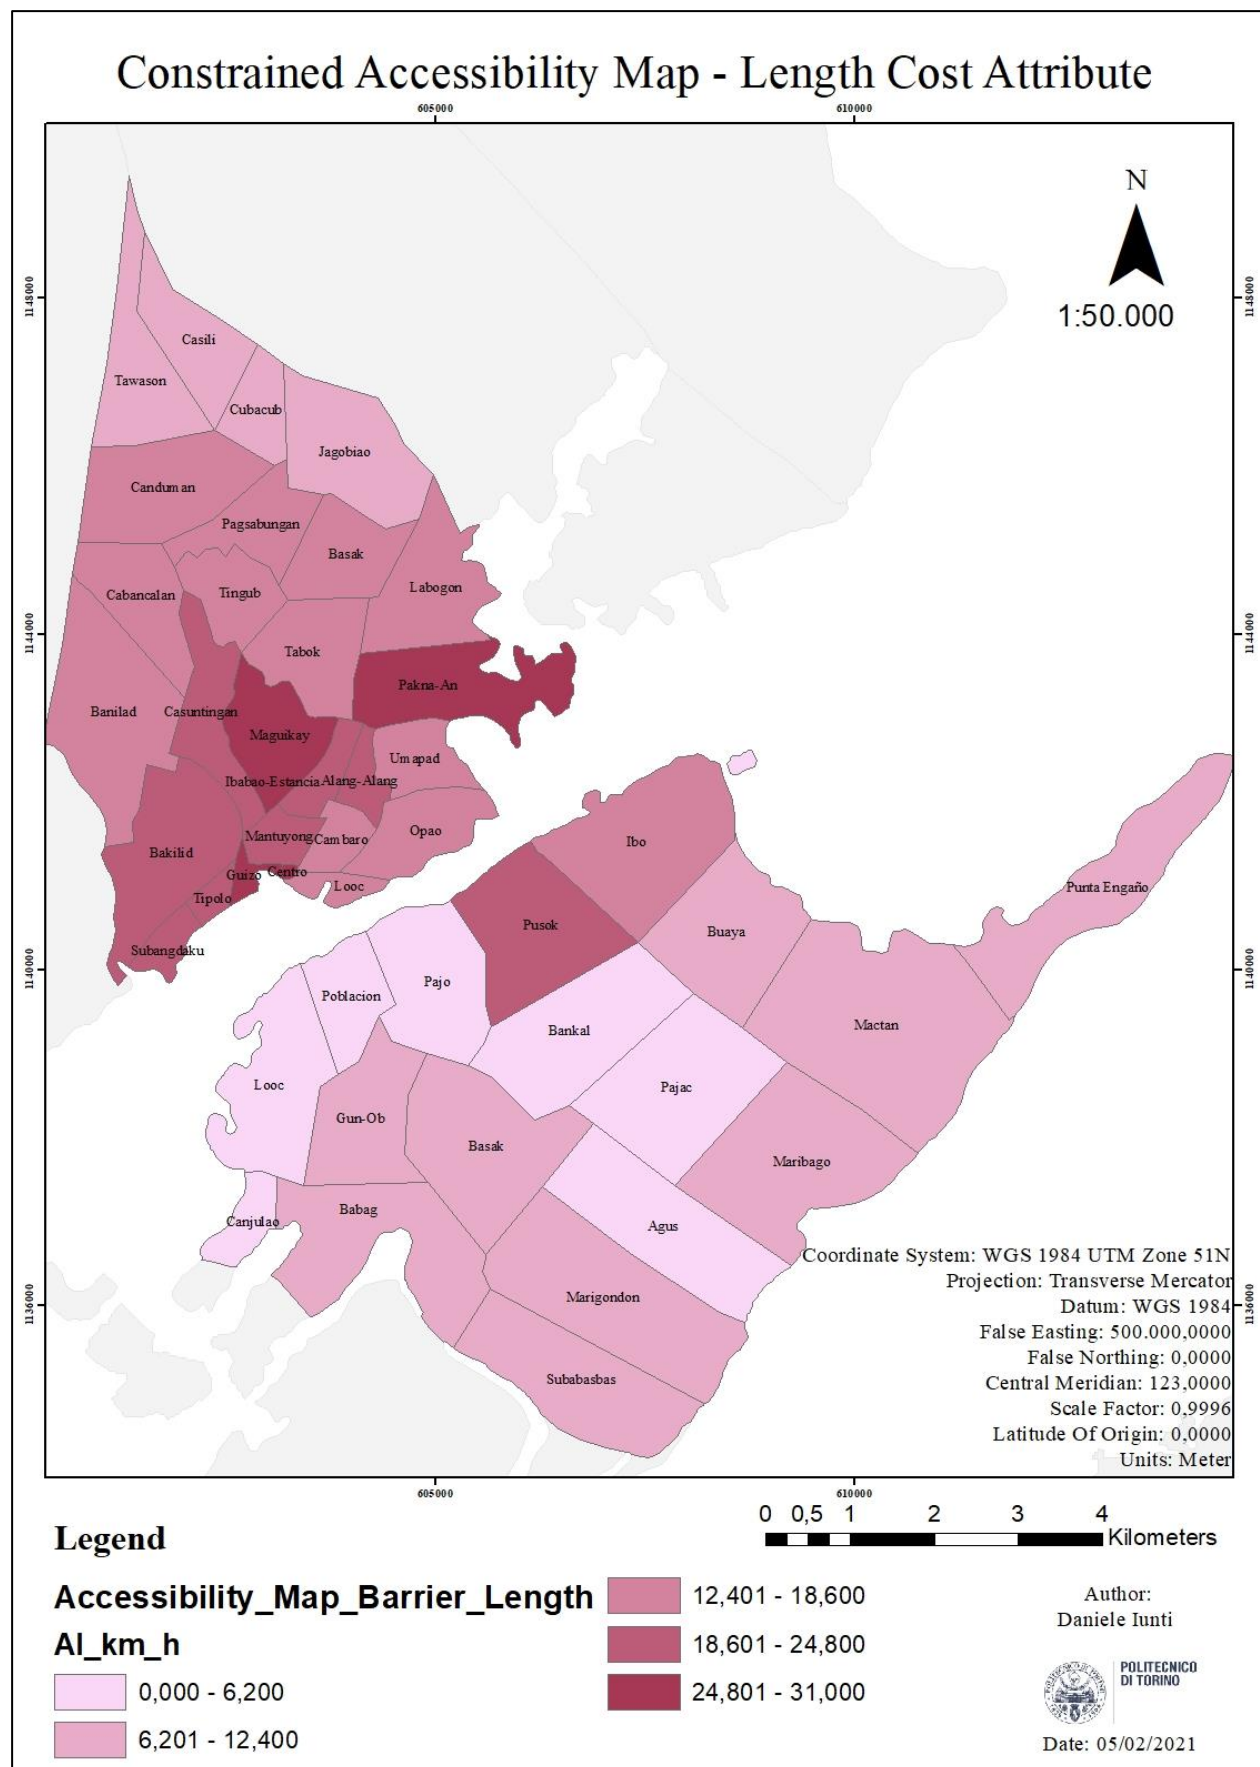 Constrained Accessibility Map - Length Cost Attribute
605000
610000
N
1:50.000
1148000
1148000
Casili
Tawason
Cubacub
Jagobiao
Canduman
Pagsabungan
Basak
Labogon
Cabancalan
Tingub
1144000
1144000
Tabok
Pakna-An
Banilad
Casuntingan
Maguikay
Umapad
Ibabao-Estancia
Alang-Alang
Mantuyong
Cambaro
Opao
Ibo
Bakilid
Guizo
Centro
Looc
Tipolo
Punta Engaño
Pusok
Buaya
Subangdaku
1140000
1140000
Poblacion
Pajo
Bankal
Mactan
Looc
Pajac
Gun-Ob
Basak
Maribago
Canjulao
Babag
Agus
Marigondon
Subabasbas
1136000
1136000
Coordinate System: WGS 1984 UTM Zone 51N
Projection: Transverse Mercator
Datum: WGS 1984
False Easting: 500.000,0000
False Northing: 0,0000
Central Meridian: 123,0000
Scale Factor: 0,9996
Latitude Of Origin: 0,0000
Units: Meter
605000
610000
0 0,5 1 2 3 4
Kilometers
Legend
Accessibility_Map_Barrier_Length
AI_km_h
0,000 - 6,200
6,201 - 12,400
12,401 - 18,600
18,601 - 24,800
24,801 - 31,000
Author:
Daniele Iunti
POLITECNICO
DI TORINO
Date: 05/02/2021